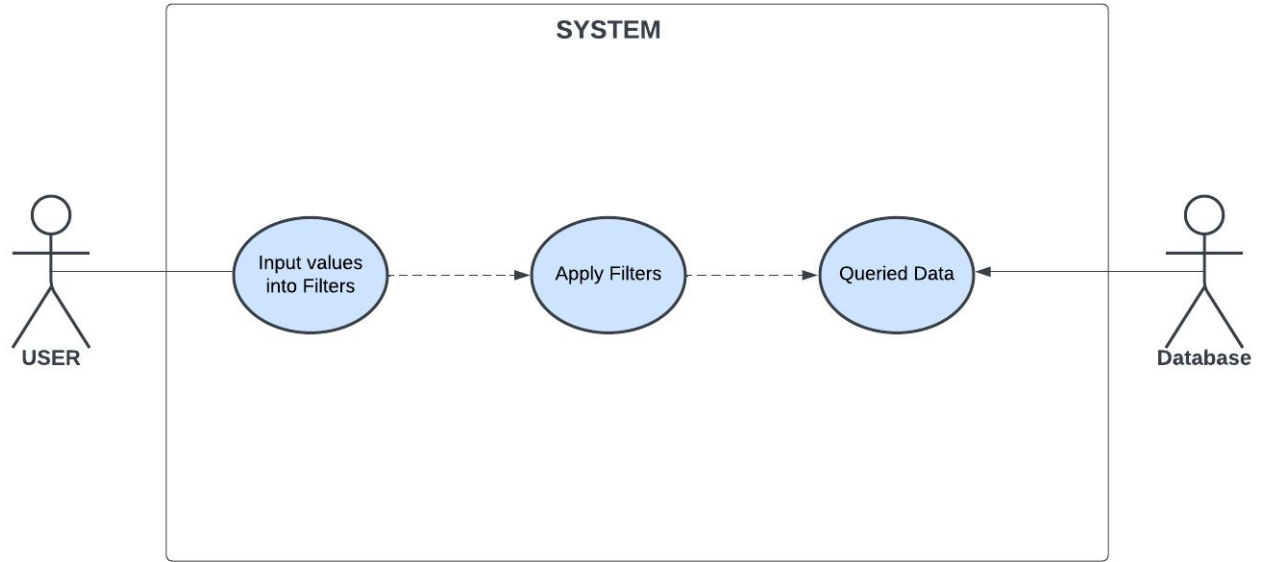 SYSTEM
Input values
into Filters
Apply Filters
Queried Data
USER
Database